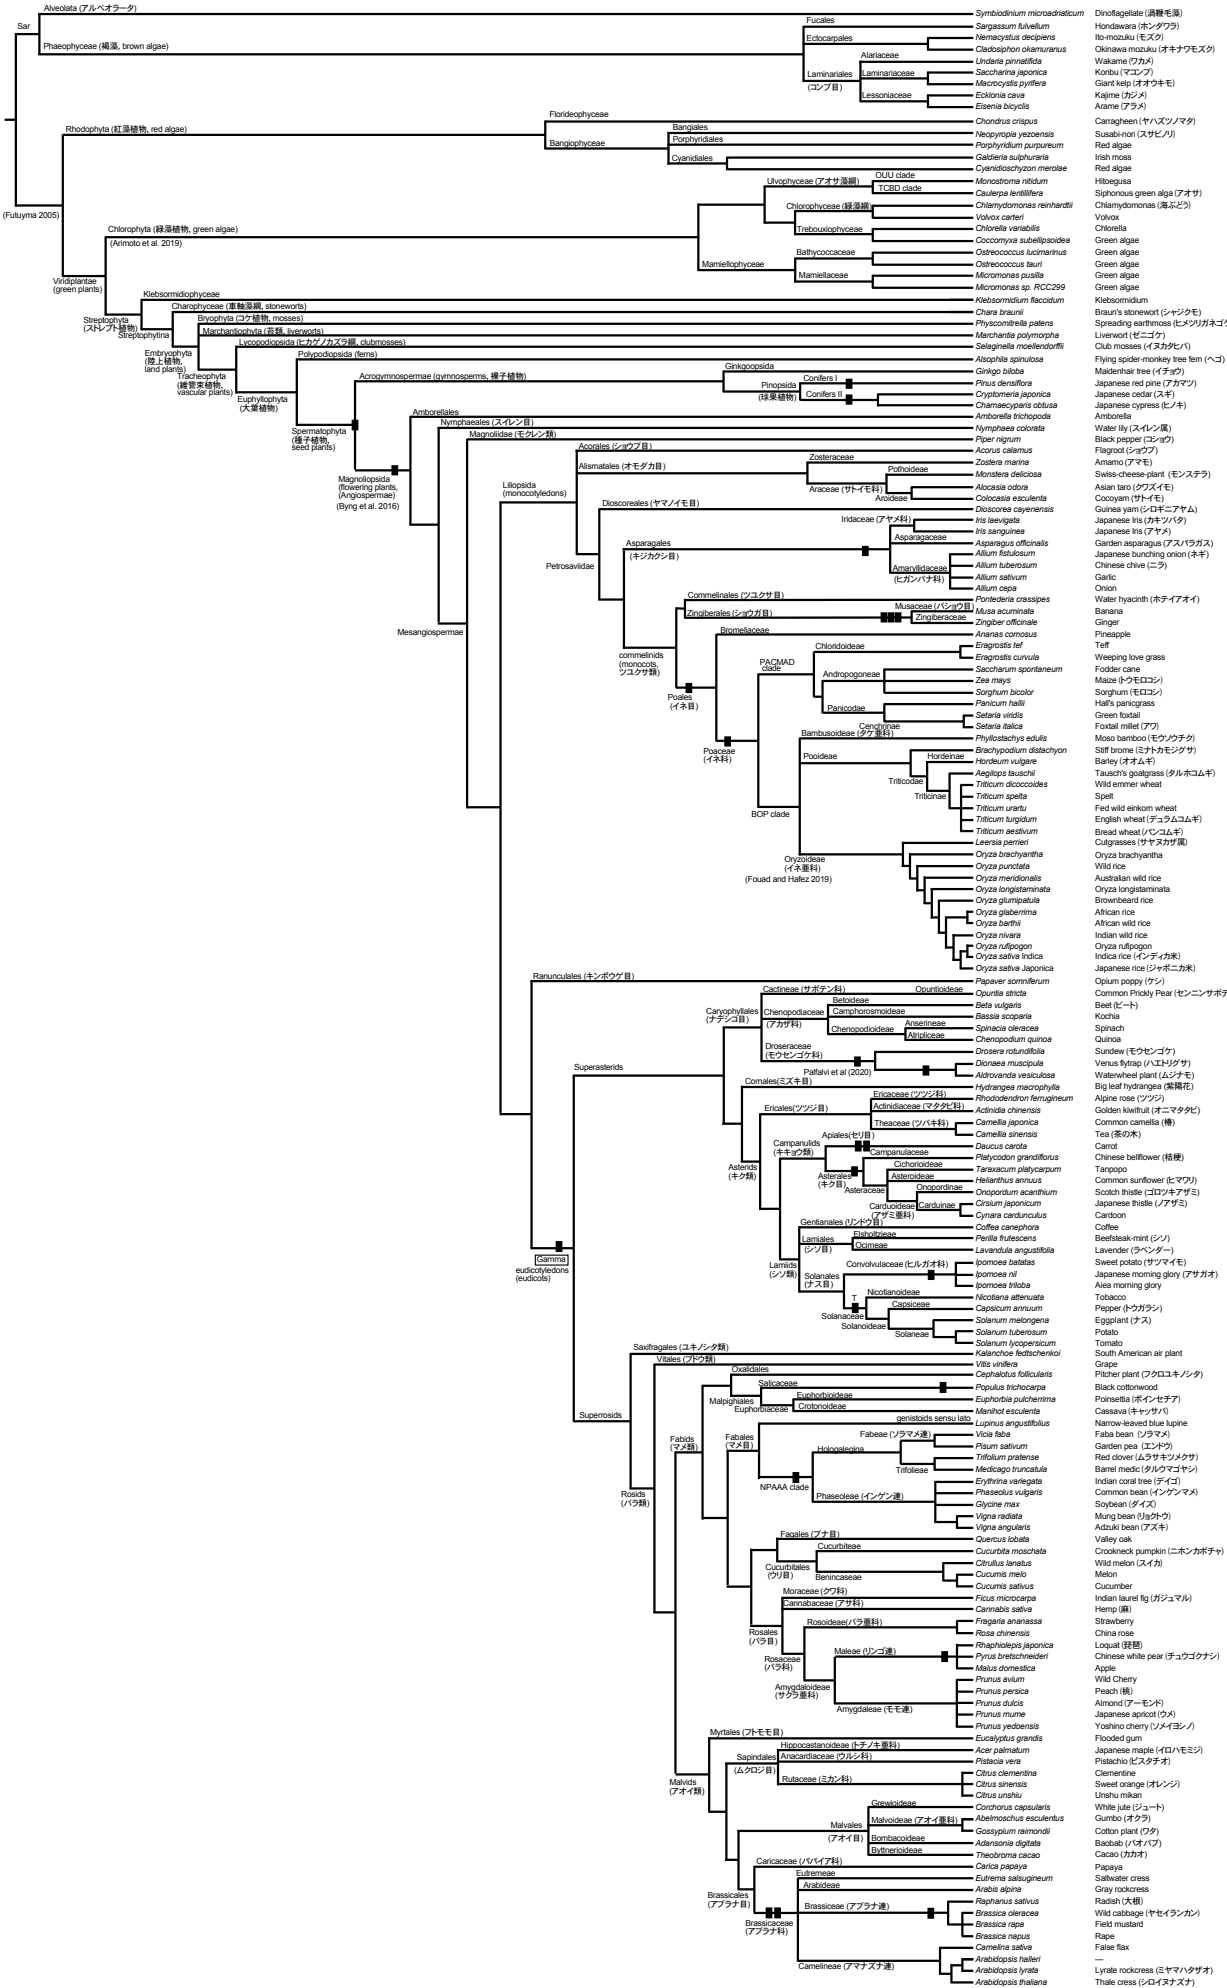 Alveolata (アルベオラータ)
Symbiodinium microadriaticum Dinoflagellate (渦鞭毛藻)
Sar
Fucales
Sargassum fulvellum Hondawara (ホンダワラ)
Phaeophyceae (褐藻, brown algae)
Ectocarpales
Nemacystus decipiens Ito-mozuku (モズク)
Cladosiphon okamuranus Okinawa mozuku (オキナワモズク)
Alariaceae
Undaria pinnatifida Wakame (ワカメ)
Laminariales
(コンブ目)
Laminariaceae
Saccharina japonica Konbu (マコンブ)
Macrocystis pyrifera Giant kelp (オオウキモ)
Lessoniaceae
Ecklonia cava Kajime (カジメ)
Eisenia bicyclis Arame (アラメ)
Florideophyceae
Chondrus crispus Carragheen (ヤハズツノマタ)
Rhodophyta (紅藻植物, red algae)
Bangiales
Neopyropia yezoensis Susabi-nori (スサビノリ)
Bangiophyceae
Porphyridiales
Porphyridium purpureum Red algae
Cyanidiales
Galdieria sulphuraria Irish moss
Cyanidioschyzon merolae Red algae
OUU clade
Monostroma nitidum Hitoegusa
Ulvophyceae (アオサ藻綱)
TCBD clade
Caulerpa lentillifera Siphonous green alga (アオサ)
(Futuyma 2005)
Chlorophyceae (緑藻綱)
Chlamydomonas reinhardtii Chlamydomonas (海ぶどう)
Volvox carteri Volvox
Chlorophyta (緑藻植物, green algae)
(Arimoto et al. 2019)
Trebouxiophyceae
Chlorella variabilis Chlorella
Coccomyxa subellipsoidea Green algae
Bathycoccaceae
Ostreococcus lucimarinus Green algae
Mamiellophyceae
Ostreococcus tauri Green algae
Mamiellaceae
Micromonas pusilla Green algae
Micromonas sp. RCC299 Green algae
Viridiplantae
(green plants)
Klebsormidiophyceae
Klebsormidium flaccidum Klebsormidium
Streptophyta
(ストレプト植物)
Charophyceae (車軸藻綱, stoneworts)
Chara braunii Braun's stonewort (シャジクモ)
Streptophytina
Bryophyta (コケ植物, mosses)
Physcomitrella patens Spreading earthmoss (ヒメツリガネゴケ
Marchantiophyta (苔類, liverworts)
Marchantia polymorpha Liverwort (ゼニゴケ)
Embryophyta
(陸上植物,
land plants)
Lycopodiopsida (ヒカゲノカズラ綱, clubmosses)
Selaginella moellendorffii Club mosses (イヌカタヒバ)
Tracheophyta
(維管束植物,
vascular plants)
Polypodiopsida (ferns)
Alsophila spinulosa Flying spider-monkey tree fern (ヘゴ)
Euphyllophyta
(大葉植物)
Ginkgoopsida
Ginkgo biloba Maidenhair tree (イチョウ)
Acrogymnospermae (gymnosperms, 裸子植物)
Pinopsida
(球果植物)
Conifers I
Pinus densiflora Japanese red pine (アカマツ)
Conifers II
Cryptomeria japonica Japanese cedar (スギ)
Chamaecyparis obtusa Japanese cypress (ヒノキ)
Spermatophyta
(種子植物,
seed plants)
Amborellales
Amborella trichopoda Amborella
Nymphaeales (スイレン目)
Nymphaea colorata Water lily (スイレン属)
Magnoliidae (モクレン類)
Piper nigrum Black pepper (コショウ)
Magnoliopsida
(flowering plants,
(Angiospermae)
(Byng et al. 2016)
Acorales (ショウブ目)
Acorus calamus Flagroot (ショウブ)
Liliopsida
(monocotyledons)
Alismatales (オモダカ目)
Zosteraceae
Zostera marina Amamo (アマモ)
Araceae (サトイモ科)
Pothoideae
Monstera deliciosa Swiss-cheese-plant (モンステラ)
Aroideae
Alocasia odora Asian taro (クワズイモ)
Colocasia esculenta Cocoyam (サトイモ)
Dioscoreales (ヤマノイモ目)
Dioscorea cayenensis Guinea yam (シロギニアヤム)
Petrosaviidae
Asparagales
(キジカクシ目)
Iridaceae (アヤメ科)
Iris laevigata Japanese Iris (カキツバタ)
Iris sanguinea Japanese Iris (アヤメ)
Asparagaceae
Asparagus officinalis Garden asparagus (アスパラガス)
Amaryllidaceae
(ヒガンバナ科)
Allium fistulosum Japanese bunching onion (ネギ)
Allium tuberosum Chinese chive (ニラ)
Allium sativum Garlic
Allium cepa Onion
Mesangiospermae
commelinids
(monocots,
ツユクサ類)
Commelinales (ツユクサ目)
Pontederia crassipes Water hyacinth (ホテイアオイ)
Zingiberales (ショウガ目)
Musaceae (バショウ目)
Musa acuminata Banana
Zingiberaceae
Zingiber officinale Ginger
Poales
(イネ目)
Bromeliaceae
Ananas comosus Pineapple
Poaceae
(イネ科)
PACMAD
clade
Chloridoideae
Eragrostis tef Teff
Eragrostis curvula Weeping love grass
Andropogoneae
Saccharum spontaneum Fodder cane
Zea mays Maize (トウモロコシ)
Sorghum bicolor Sorghum (モロコシ)
Panicodae
Panicum hallii Hall's panicgrass
Cenchrinae
Setaria viridis Green foxtail
Setaria italica Foxtail millet (アワ)
BOP clade
Bambusoideae (タケ亜科)
Phyllostachys edulis Moso bamboo (モウソウチク)
Pooideae
Brachypodium distachyon Stiff brome (ミナトカモジグサ)
Triticodae
Hordeinae
Hordeum vulgare Barley (オオムギ)
Triticinae
Aegilops tauschii Tausch's goatgrass (タルホコムギ)
Triticum dicoccoides Wild emmer wheat
Triticum spelta Spelt
Triticum urartu Fed wild einkorn wheat
Triticum turgidum English wheat (デュラムコムギ)
Triticum aestivum Bread wheat (パンコムギ)
Oryzoideae
(イネ亜科)
(Fouad and Hafez 2019)
Leersia perrieri Cutgrasses (サヤヌカザ属)
Oryza brachyantha Oryza brachyantha
Oryza punctata Wild rice
Oryza meridionalis Australian wild rice
Oryza longistaminata Oryza longistaminata
Oryza glumipatula Brownbeard rice
Oryza glaberrima African rice
Oryza barthii African wild rice
Oryza nivara Indian wild rice
Oryza rufipogon Oryza rufipogon
Oryza sativa Indica Indica rice (インディカ米)
Oryza sativa Japonica Japanese rice (ジャポニカ米)
Ranunculales (キンポウゲ目)
Papaver somniferum Opium poppy (ケシ)
Gamma
eudicotyledons
(eudicots)
Superasterids
Caryophyllales
(ナデシコ目)
Cactineae (サボテン科)
Opuntioideae
Opuntia stricta Common Prickly Pear (センニンサボテ
Chenopodiaceae
(アカザ科)
Betoideae
Beta vulgaris Beet (ビート)
Camphorosmoideae
Bassia scoparia Kochia
Chenopodioideae
Anserineae
Spinacia oleracea Spinach
Atripliceae
Chenopodium quinoa Quinoa
Droseraceae
(モウセンゴケ科)
Palfalvi et al (2020)
Drosera rotundifolia Sundew (モウセンゴケ)
Dionaea muscipula Venus flytrap (ハエトリグサ)
Aldrovanda vesiculosa Waterwheel plant (ムジナモ)
Cornales(ミズキ目)
Hydrangea macrophylla Big leaf hydrangea (紫陽花)
Asterids
(キク類)
Ericales(ツツジ目)
Ericaceae (ツツジ科)
Rhododendron ferrugineum Alpine rose (ツツジ)
Actinidiaceae (マタタビ科)
Actinidia chinensis Golden kiwifruit (オニマタタビ)
Theaceae (ツバキ科)
Camellia japonica Common camellia (椿)
Camellia sinensis Tea (茶の木)
Campanulids
(キキョウ類)
Apiales(セリ目)
Daucus carota Carrot
Asterales
(キク目)
Campanulaceae
Platycodon grandiflorus Chinese bellflower (桔梗)
Asteraceae
Cichorioideae
Taraxacum platycarpum Tanpopo
Asteroideae
Helianthus annuus Common sunflower (ヒマワリ)
Carduoideae
(アザミ亜科)
Onopordinae
Onopordum acanthium Scotch thistle (ゴロツキアザミ)
Carduinae
Cirsium japonicum Japanese thistle (ノアザミ)
Cynara cardunculus Cardoon
Lamiids
(シソ類)
Gentianales (リンドウ目)
Coffea canephora Coffee
Lamiales
(シソ目)
Elsholtzieae
Perilla frutescens Beefsteak-mint (シソ)
Ocimeae
Lavandula angustifolia Lavender (ラベンダー)
Solanales
(ナス目)
Convolvulaceae (ヒルガオ科)
Ipomoea batatas Sweet potato (サツマイモ)
Ipomoea nil Japanese morning glory (アサガオ)
Ipomoea triloba Aiea morning glory
T
Solanaceae
Nicotianoideae
Nicotiana attenuata Tobacco
Solanoideae
Capsiceae
Capsicum annuum Pepper (トウガラシ)
Solaneae
Solanum melongena Eggplant (ナス)
Solanum tuberosum Potato
Solanum lycopersicum Tomato
Superrosids
Saxifragales (ユキノシタ類)
Kalanchoe fedtschenkoi South American air plant
Rosids
(バラ類)
Vitales (ブドウ類)
Vitis vinifera Grape
Fabids
(マメ類)
Oxalidales
Cephalotus follicularis Pitcher plant (フクロユキノシタ)
Malpighiales
Salicaceae
Populus trichocarpa Black cottonwood
Euphorbiaceae
Euphorbioideae
Euphorbia pulcherrima Poinsettia (ポインセチア)
Crotonoideae
Manihot esculenta Cassava (キャッサバ)
Fabales
(マメ目)
genistoids sensu lato
Lupinus angustifolius Narrow-leaved blue lupine
NPAAA clade
Hologalegina
Fabeae (ソラマメ連)
Vicia faba Faba bean (ソラマメ)
Pisum sativum Garden pea (エンドウ)
Trifolieae
Trifolium pratense Red clover (ムラサキツメクサ)
Medicago truncatula Barrel medic (タルウマゴヤシ)
Phaseoleae (インゲン連)
Erythrina variegata Indian coral tree (デイゴ)
Phaseolus vulgaris Common bean (インゲンマメ)
Glycine max Soybean (ダイズ)
Vigna radiata Mung bean (リョクトウ)
Vigna angularis Adzuki bean (アズキ)
Fagales (ブナ目)
Quercus lobata Valley oak
Cucurbitales
(ウリ目)
Cucurbiteae
Cucurbita moschata Crookneck pumpkin (ニホンカボチャ)
Benincaseae
Citrullus lanatus Wild melon (スイカ)
Cucumis melo Melon
Cucumis sativus Cucumber
Rosales
(バラ目)
Moraceae (クワ科)
Ficus microcarpa Indian laurel fig (ガジュマル)
Cannabaceae (アサ科)
Cannabis sativa Hemp (麻)
Rosaceae
(バラ科)
Rosoideae(バラ亜科)
Fragaria ananassa Strawberry
Rosa chinensis China rose
Amygdaloideae
(サクラ亜科)
Maleae (リンゴ連)
Rhaphiolepis japonica Loquat (琵琶)
Pyrus bretschneideri Chinese white pear (チュウゴクナシ)
Malus domestica Apple
Amygdaleae (モモ連)
Prunus avium Wild Cherry
Prunus persica Peach (桃)
Prunus dulcis Almond (アーモンド)
Prunus mume Japanese apricot (ウメ)
Prunus yedoensis Yoshino cherry (ソメイヨシノ)
Malvids
(アオイ類)
Myrtales (フトモモ目)
Eucalyptus grandis Flooded gum
Sapindales
(ムクロジ目)
Hippocastanoideae (トチノキ亜科)
Acer palmatum Japanese maple (イロハモミジ)
Anacardiaceae (ウルシ科)
Pistacia vera Pistachio (ピスタチオ)
Rutaceae (ミカン科)
Citrus clementina Clementine
Citrus sinensis Sweet orange (オレンジ)
Citrus unshiu Unshu mikan
Malvales
(アオイ目)
Grewioideae
Corchorus capsularis White jute (ジュート)
Malvoideae (アオイ亜科)
Abelmoschus esculentus Gumbo (オクラ)
Gossypium raimondii Cotton plant (ワタ)
Bombacoideae
Adansonia digitata Baobab (バオバブ)
Byttnerioideae
Theobroma cacao Cacao (カカオ)
Brassicales
(アブラナ目)
Caricaceae (パパイア科)
Carica papaya Papaya
Brassicaceae
(アブラナ科)
Eutremeae
Eutrema salsugineum Saltwater cress
Arabideae
Arabis alpina Gray rockcress
Brassiceae (アブラナ連)
Raphanus sativus Radish (大根)
Brassica oleracea Wild cabbage (ヤセイランカン)
Brassica rapa Field mustard
Brassica napus Rape
Camelineae (アマナズナ連)
Camelina sativa False flax
Arabidopsis halleri —
Arabidopsis lyrata Lyrate rockcress (ミヤマハタザオ)
Arabidopsis thaliana Thale cress (シロイヌナズナ)